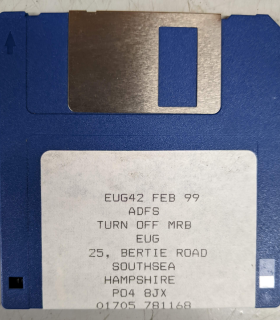 EUG42 FEB 99
ADFS
TURN OFF MRB
EUG
25, BERTIE ROAD
SOUTHSEA
HAMPSHIRE
PO4 8JX
01705 781168